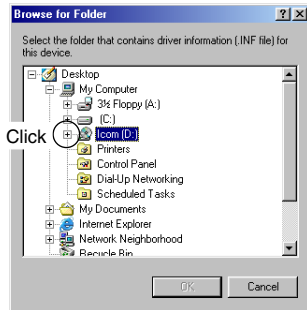 Browse for Folder
Select the folder that contains driver information (.INF file) for
this device.
Desktop
My Computer
3½ Floppy (A:)
(C:)
Click
Icom (D:)
Printers
Control Panel
Dial-Up Networking
Scheduled Tasks
My Documents
Internet Explorer
Network Neighborhood
Recycle Bin
OK
Cancel